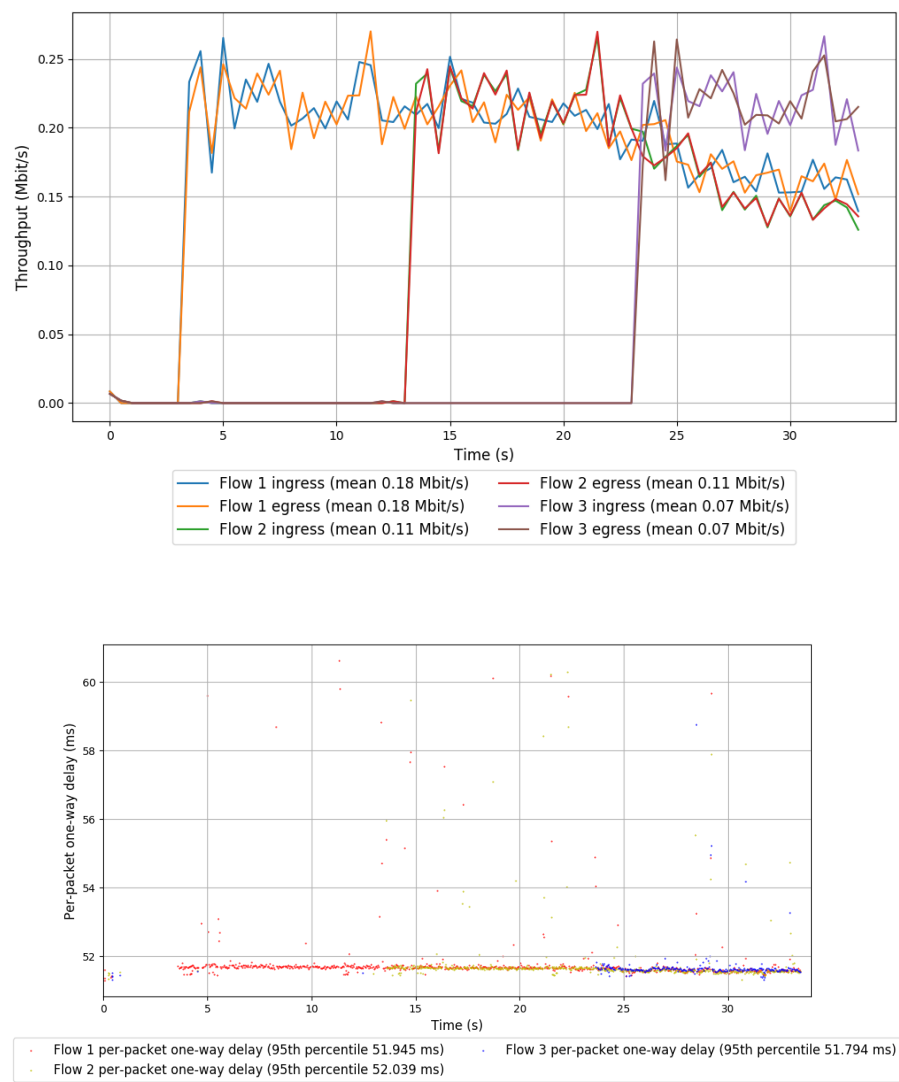 0.25
0.20
0.15
0.10
0.05
0.00
Throughput (Mbit/s)
0 5 10 15 20 25 30
Time (s)
Flow 1 ingress (mean 0.18 Mbit/s) Flow 2 egress (mean 0.11 Mbit/s)
Flow 1 egress (mean 0.18 Mbit/s) Flow 3 ingress (mean 0.07 Mbit/s)
Flow 2 ingress (mean 0.11 Mbit/s) Flow 3 egress (mean 0.07 Mbit/s)
60
58
56
54
52
Per-packet one-way delay (ms)
0 5 10 15 20 25 30
Time (s)
Flow 1 per-packet one-way delay (95th percentile 51.945 ms) Flow 3 per-packet one-way delay (95th percentile 51.794 ms)
Flow 2 per-packet one-way delay (95th percentile 52.039 ms)